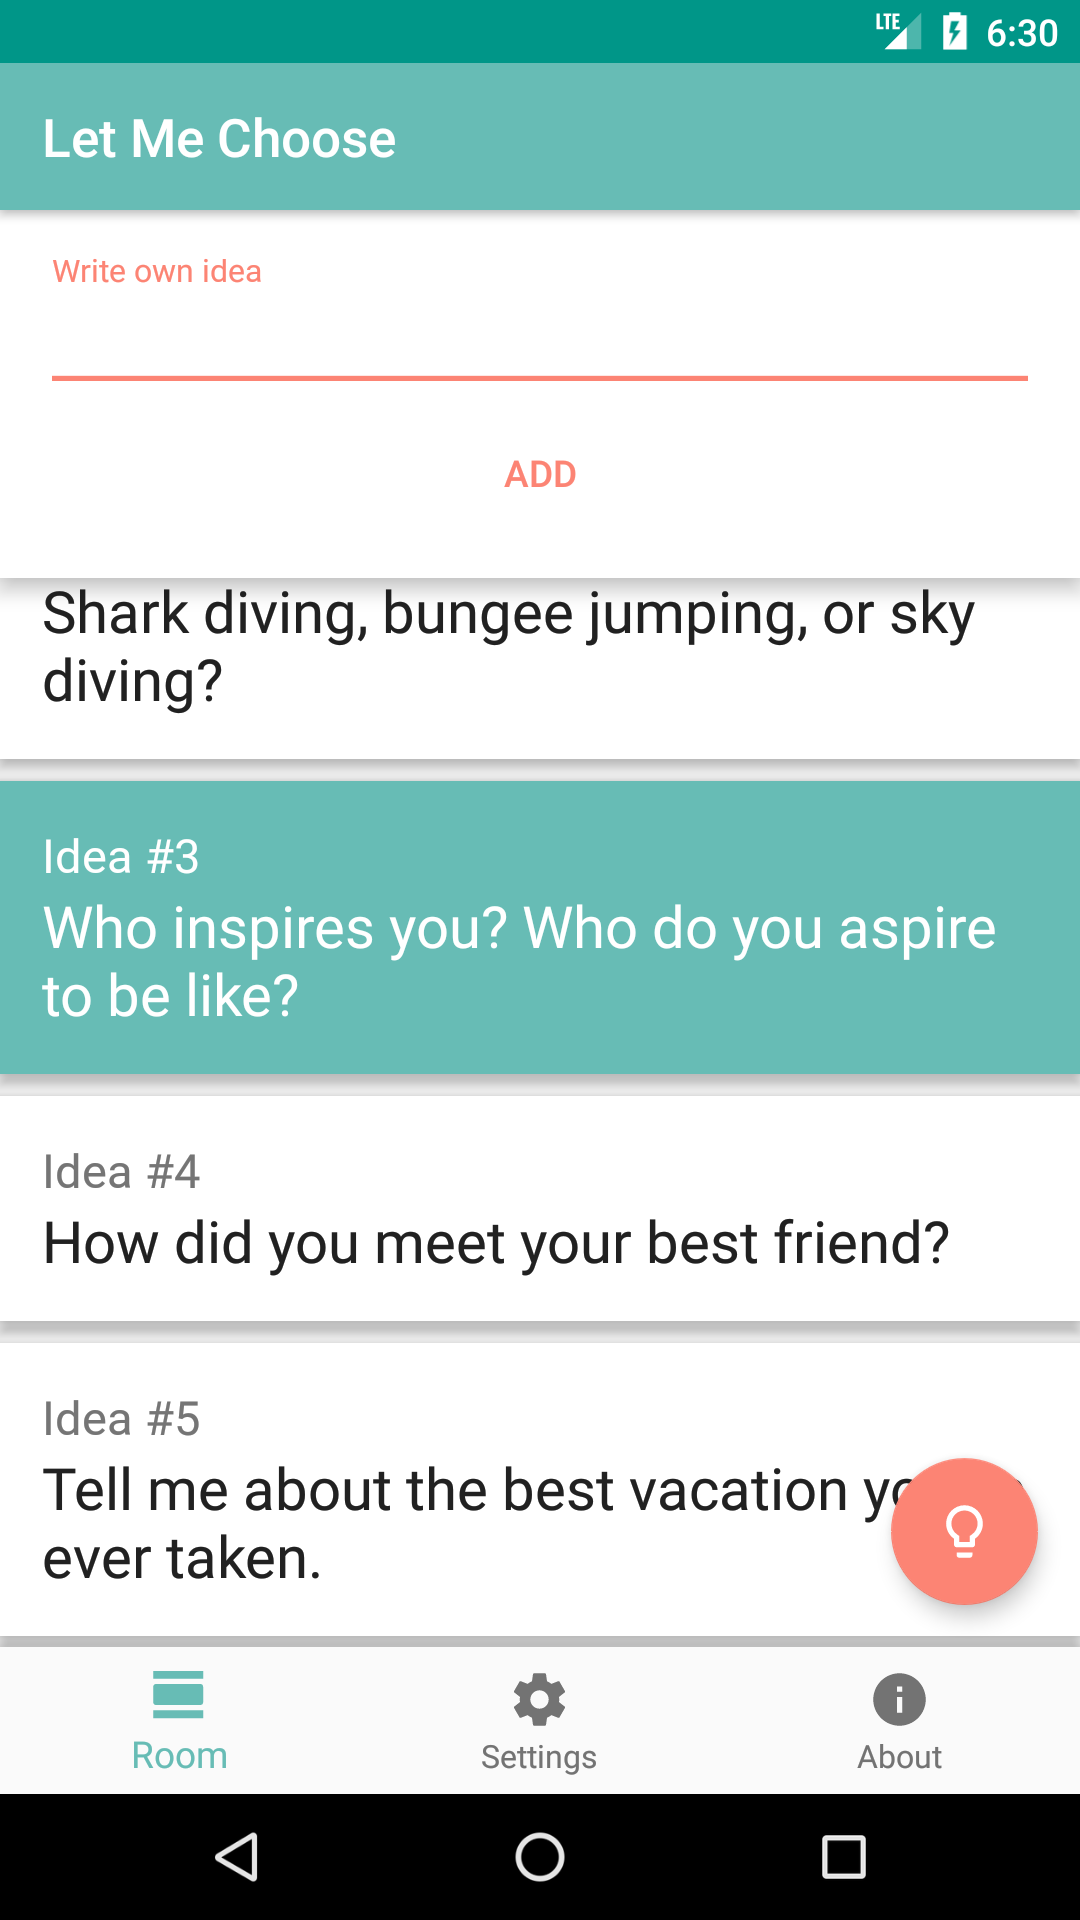 LTE 6:30
Let Me Choose
Write own idea
ADD
Shark diving, bungee jumping, or sky
diving?
Idea #3
Who inspires you? Who do you aspire
to be like?
Idea #4
How did you meet your best friend?
Idea #5
Tell me about the best vacation
ever taken.
Room
Settings
About